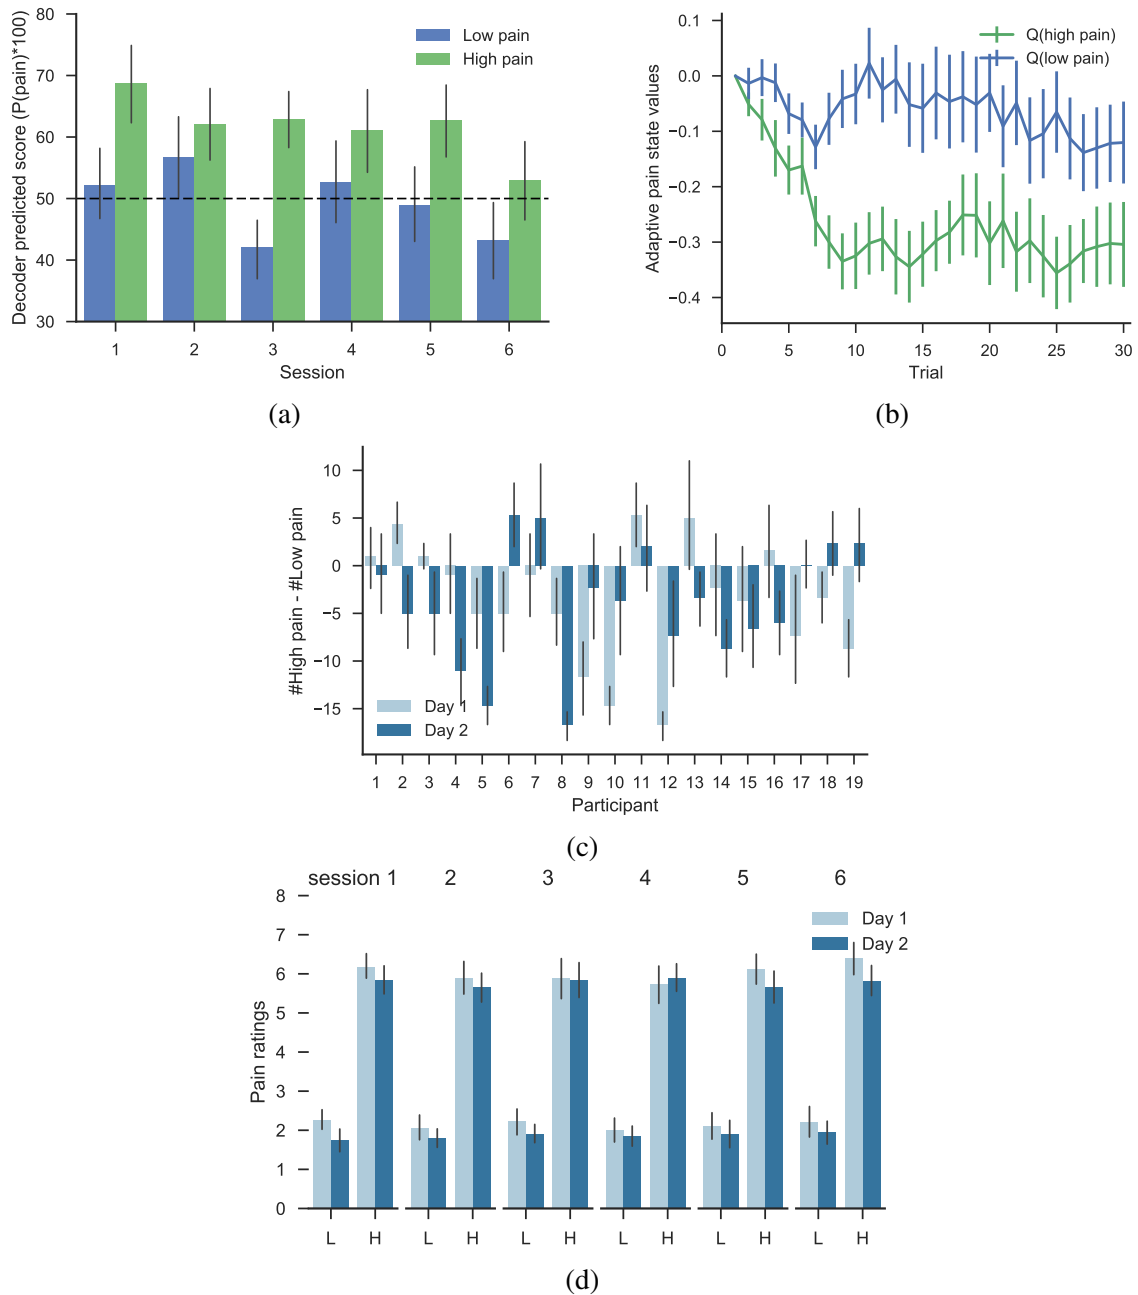 80
70
60
50
40
30
Decoder predicted score (P(pain)*100)
Low pain
High pain
1 2 3 4 5 6
Session
(a)
0.1
0.0
−0.1
−0.2
−0.3
−0.4
Adaptive pain state values
Q(high pain)
Q(low pain)
0 5 10 15 20 25 30
Trial
(b)
10
5
0
−5
−10
−15
#High pain - #Low pain
Day 1
Day 2
1 2 3 4 5 6 7 8 9 10 11 12 13 14 15 16 17 18 19
Participant
(c)
session 1 2 3 4 5 6
8
7
6
5
4
3
2
1
0
Pain ratings
Day 1
Day 2
L H L H L H L H L H L H
(d)